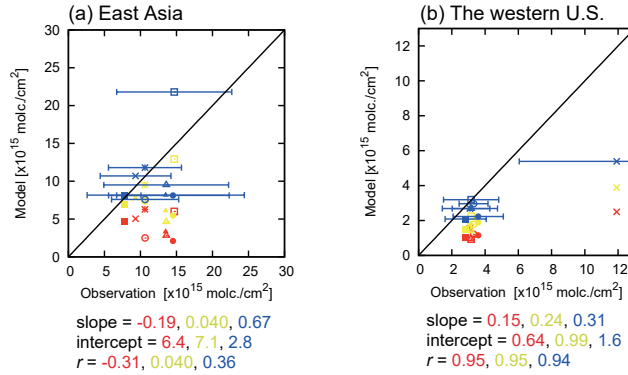 (a) East Asia
30
25
20
15
10
5
0
0 5 10 15 20 25 30
Model [x10^15 molc./cm^2]
Observation [x10^15 molc./cm^2]
slope = -0.19, 0.040, 0.67
intercept = 6.4, 7.1, 2.8
r = -0.31, 0.040, 0.36
(b) The western U.S.
12
10
8
6
4
2
0
0 2 4 6 8 10 12
Model [x10^15 molc./cm^2]
Observation [x10^15 molc./cm^2]
slope = 0.15, 0.24, 0.31
intercept = 0.64, 0.99, 1.6
r = 0.95, 0.95, 0.94